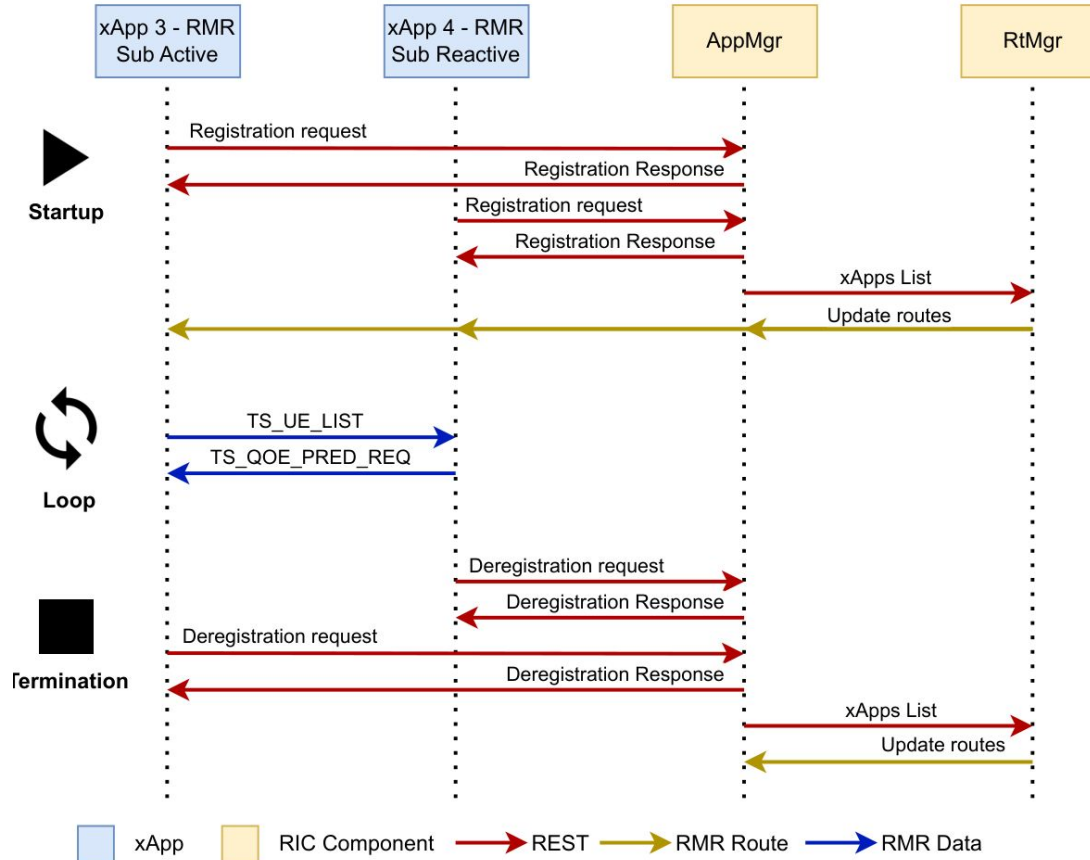 xApp 3 - RMR
Sub Active
xApp 4 - RMR
Sub Reactive
AppMgr
RtMgr
Registration request
Registration Response
Startup
Registration request
Registration Response
xApps List
Update routes
TS_UE_LIST
TS_QOE_PRED_REQ
Loop
Deregistration request
Deregistration Response
Deregistration request
Termination
Deregistration Response
xApps List
Update routes
xApp
RIC Component
REST
RMR Route
RMR Data